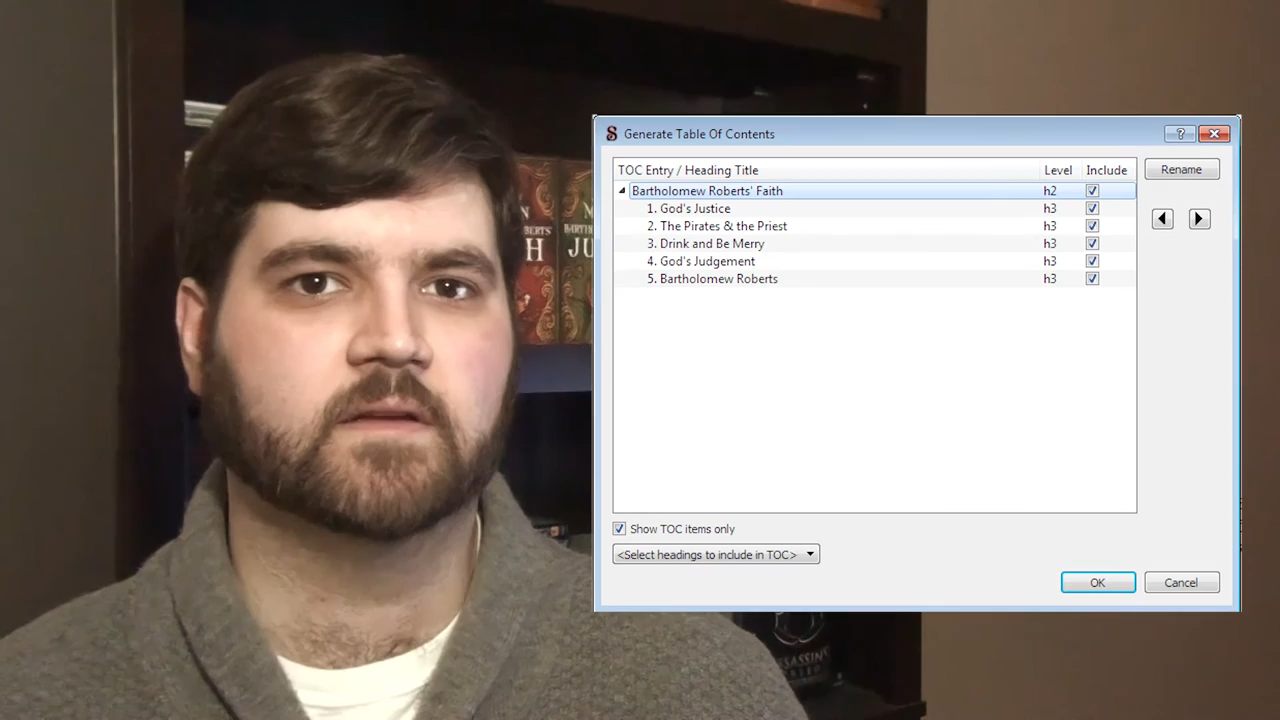 Generate Table Of Contents
TOC Entry / Heading Title Level Include
Bartholomew Roberts' Faith h2
1. God's Justice h3
2. The Pirates & the Priest h3
3. Drink and Be Merry h3
4. God's Judgement h3
5. Bartholomew Roberts h3
Rename
Show TOC items only
<Select headings to include in TOC>
OK Cancel